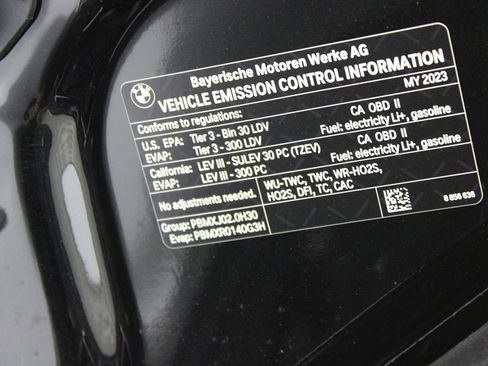 Bayerische Motoren Werke AG
VEHICLE EMISSION CONTROL INFORMATION
MY 2023
Conforms to regulations:
U.S. EPA: Tier 3 - Bin 30 LDV CA OBD II
EVAP: Tier 3 - 300 LDV Fuel: electricity Li+, gasoline
California: LEV III - SULEV 30 PC (TZEV) CA OBD II
EVAP: LEV III - 300 PC Fuel: electricity Li+, gasoline
No adjustments needed. WU-TWC, TWC, WR-HO2S,
HO2S, DFI, TC, CAC
Group: PBMXJ02.0H30
Evap: PBMXR0140G3H
8 856 636